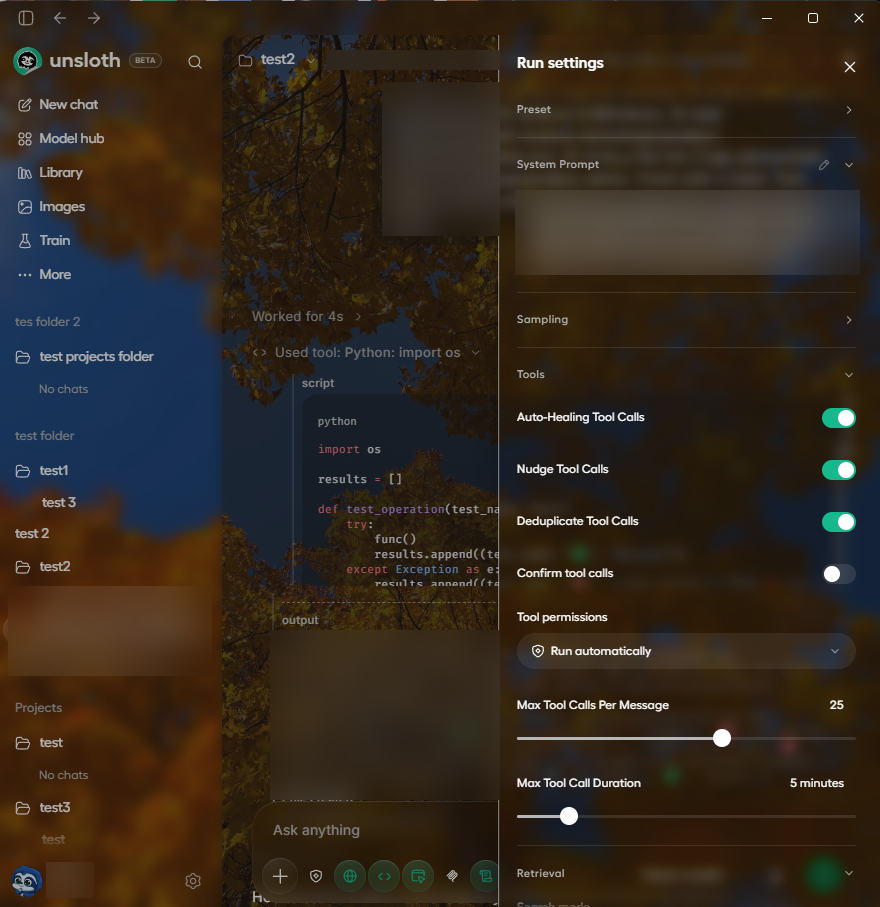 unsloth
BETA
New chat
Model hub
Library
Images
Train
More
tes folder 2
test projects folder
No chats
test folder
test1
test 3
test 2
test2
Projects
test
No chats
test3
test
test2
Worked for 4s
Used tool: Python: import os
script
python
import os
results = []
def test_operation(test_na
try:
func()
results.append((te
except Exception as e:
results.append((te
output
Ask anything
Run settings
Preset
System Prompt
Sampling
Tools
Auto-Healing Tool Calls
Nudge Tool Calls
Deduplicate Tool Calls
Confirm tool calls
Tool permissions
Run automatically
Max Tool Calls Per Message
25
Max Tool Call Duration
5 minutes
Retrieval
Search mode